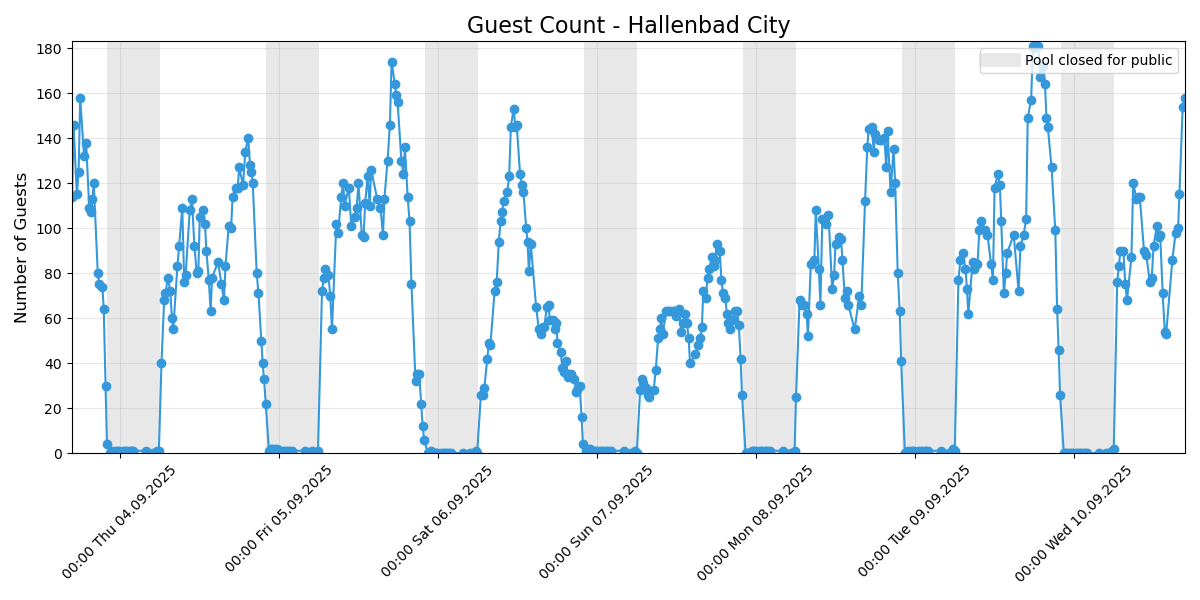 Guest Count - Hallenbad City
Pool closed for public
Number of Guests
180
160
140
120
100
80
60
40
20
0
00:00 Thu 04.09.2025
00:00 Fri 05.09.2025
00:00 Sat 06.09.2025
00:00 Sun 07.09.2025
00:00 Mon 08.09.2025
00:00 Tue 09.09.2025
00:00 Wed 10.09.2025